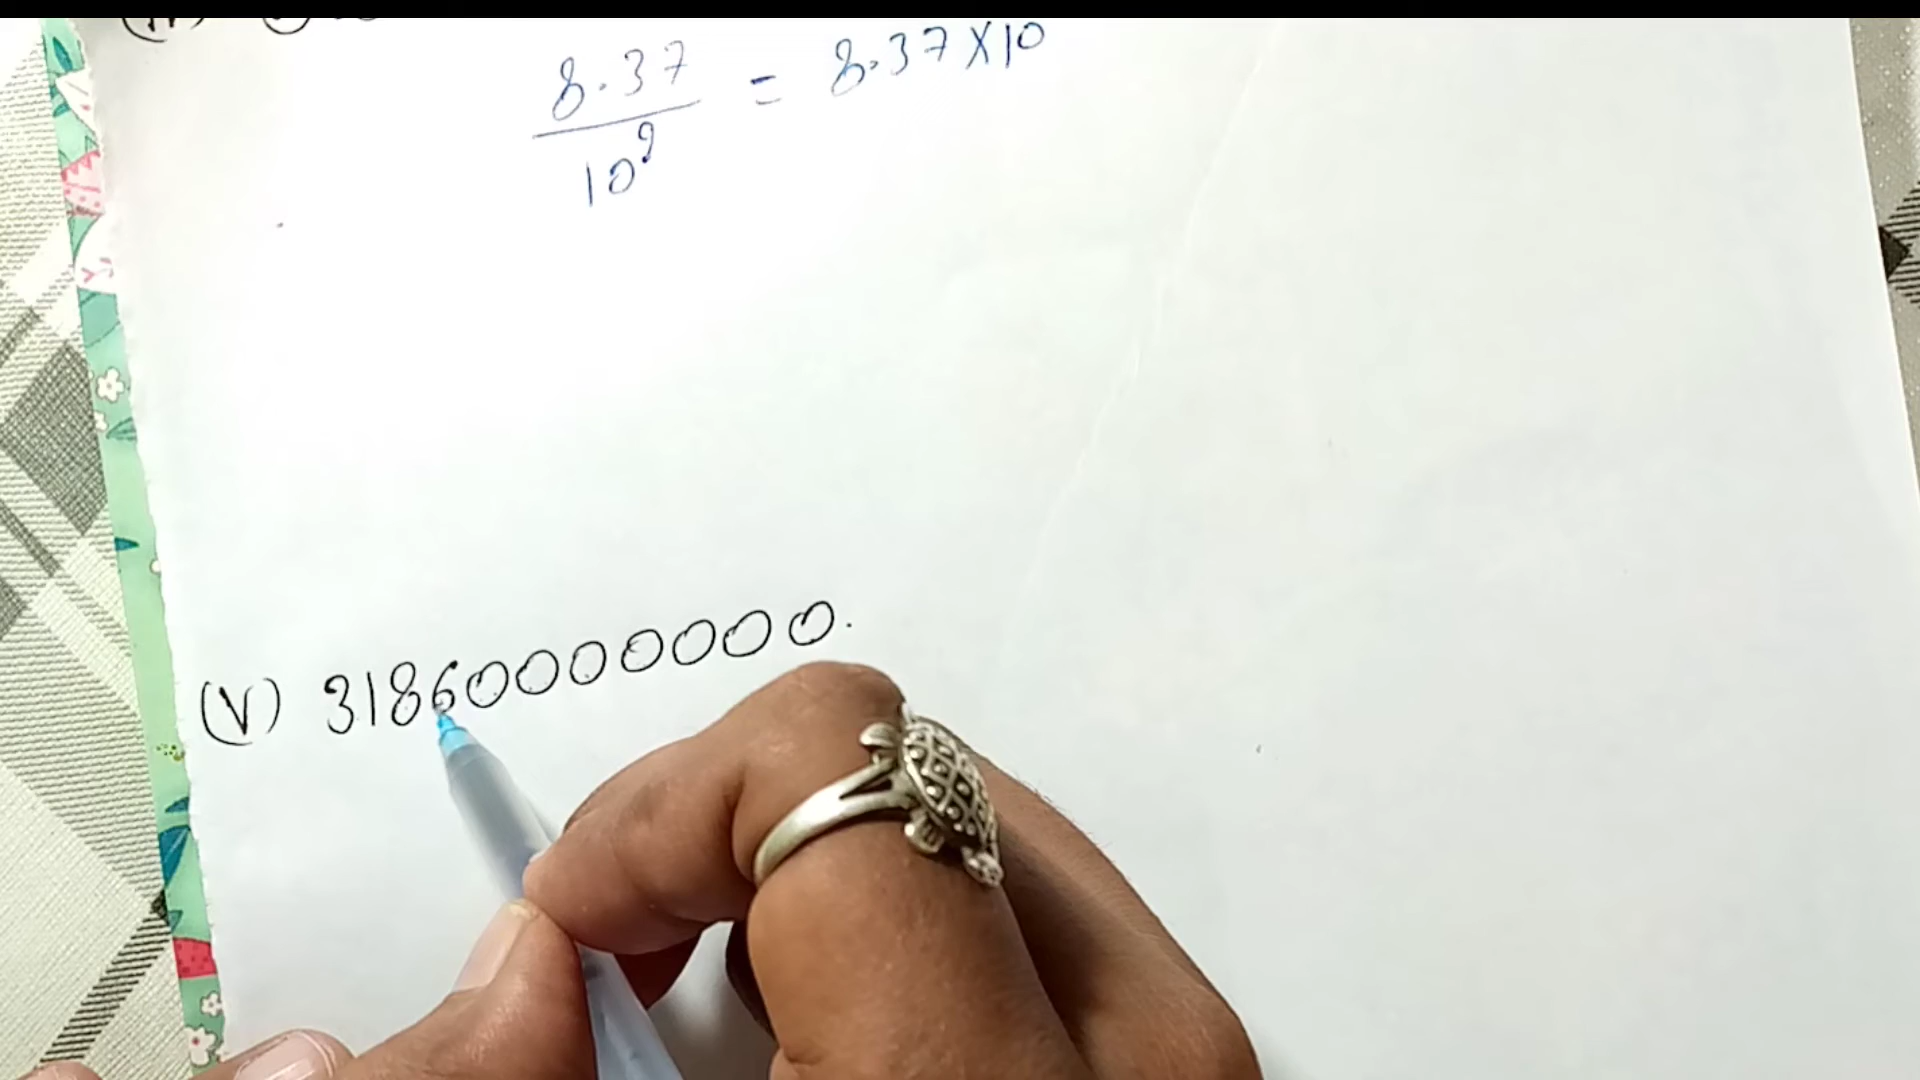 8.37 = 8.37 X 10
10⁹
(V) 31860000000.